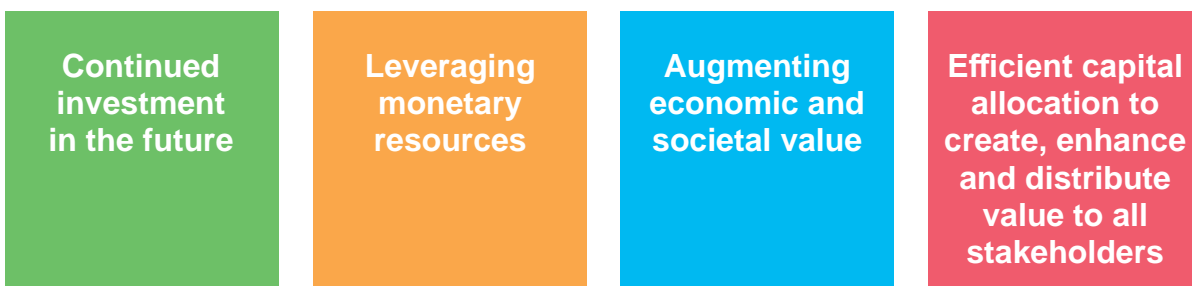 Continued
investment
in the future
Leveraging
monetary
resources
Augmenting
economic and
societal value
Efficient capital
allocation to
create, enhance
and distribute
value to all
stakeholders